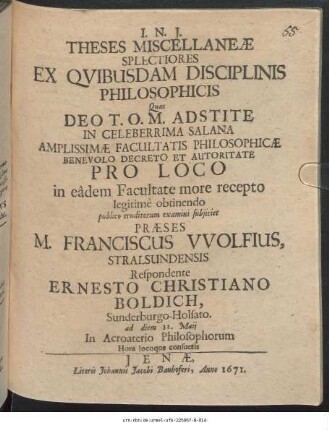 55
I. N. J.
THESES MISCELLANEÆ
SPLECTIORES
EX QVIBUSDAM DISCIPLINIS
PHILOSOPHICIS
Quas
DEO T. O. M. ADSTITE
IN CELEBERRIMA SALANA
AMPLISSIMÆ FACULTATIS PHILOSOPHICÆ
BENEVOLO DECRETO ET AUTORITATE
PRO LOCO
in eâdem Facultate more recepto
legitimè obtinendo
publico eruditorum examini subjiciet
PRÆSES
M. FRANCISCUS VVOLFIUS,
STRALSUNDENSIS
Respondente
ERNESTO CHRISTIANO
BOLDICH,
Sunderburgo-Holsato.
ad diem 11. Maij
In Acroaterio Philosophorum
Hora locoque consuetis
JENÆ,
Literis Johannis Jacobi Bauhoferi, Anno 1671.